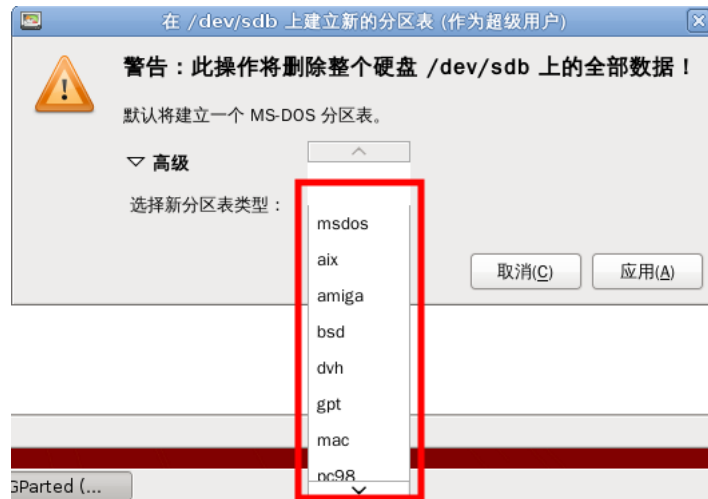 在 /dev/sdb 上建立新的分区表 (作为超级用户)
警告：此操作将删除整个硬盘 /dev/sdb 上的全部数据！
默认将建立一个 MS-DOS 分区表。
高级
选择新分区表类型：
msdos
aix
amiga
bsd
dvh
gpt
mac
pc98
取消(C)
应用(A)
GParted (...